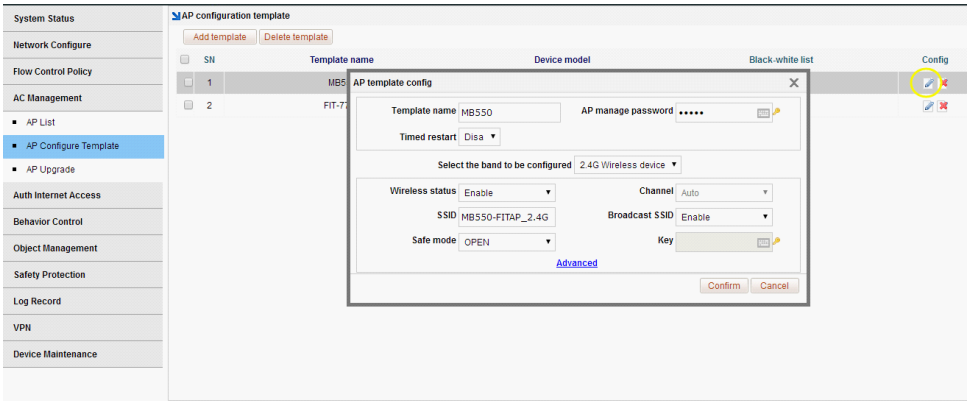 System Status
Network Configure
Flow Control Policy
AC Management
AP List
AP Configure Template
AP Upgrade
Auth Internet Access
Behavior Control
Object Management
Safety Protection
Log Record
VPN
Device Maintenance
AP configuration template
Add template Delete template
SN Template name Device model Black-white list Config
1 MB5
2 FIT-77
AP template config
Template name MB550 AP manage password •••••
Timed restart Disa
Select the band to be configured 2.4G Wireless device
Wireless status Enable Channel Auto
SSID MB550-FITAP_2.4G Broadcast SSID Enable
Safe mode OPEN Key
Advanced
Confirm Cancel